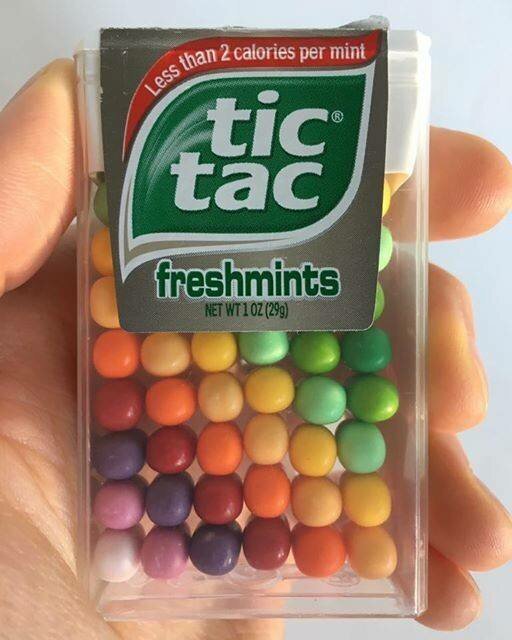 Less than 2 calories per mint
tic®
tac
freshmints
NET WT 1 OZ (29g)